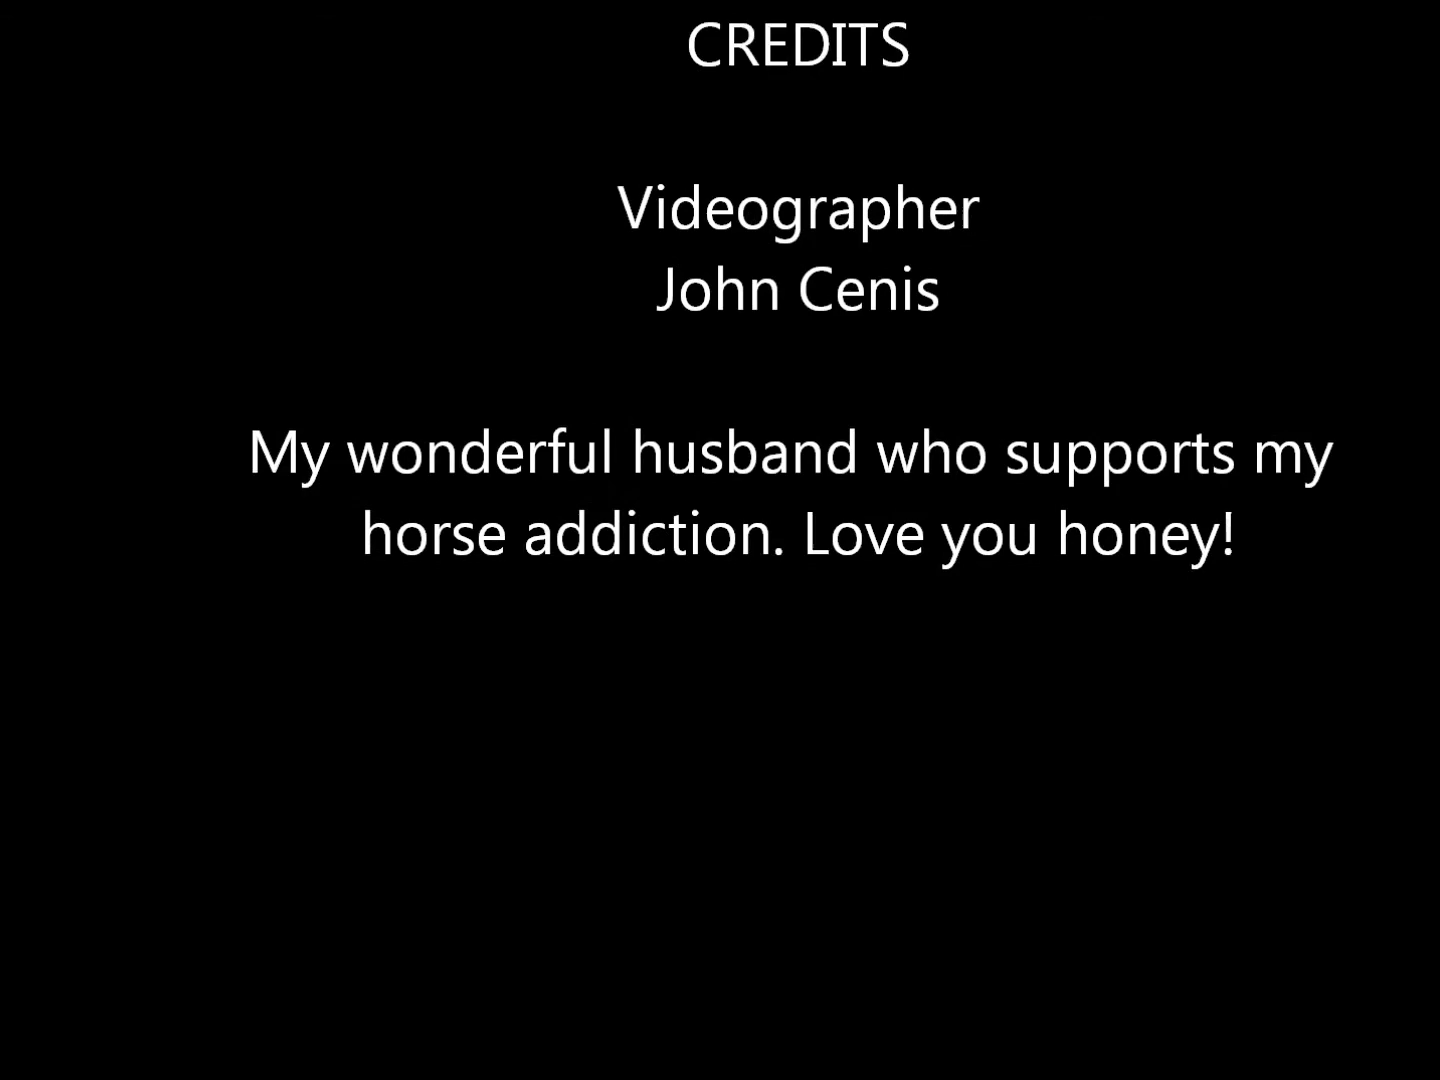 CREDITS
Videographer
John Cenis
My wonderful husband who supports my
horse addiction. Love you honey!